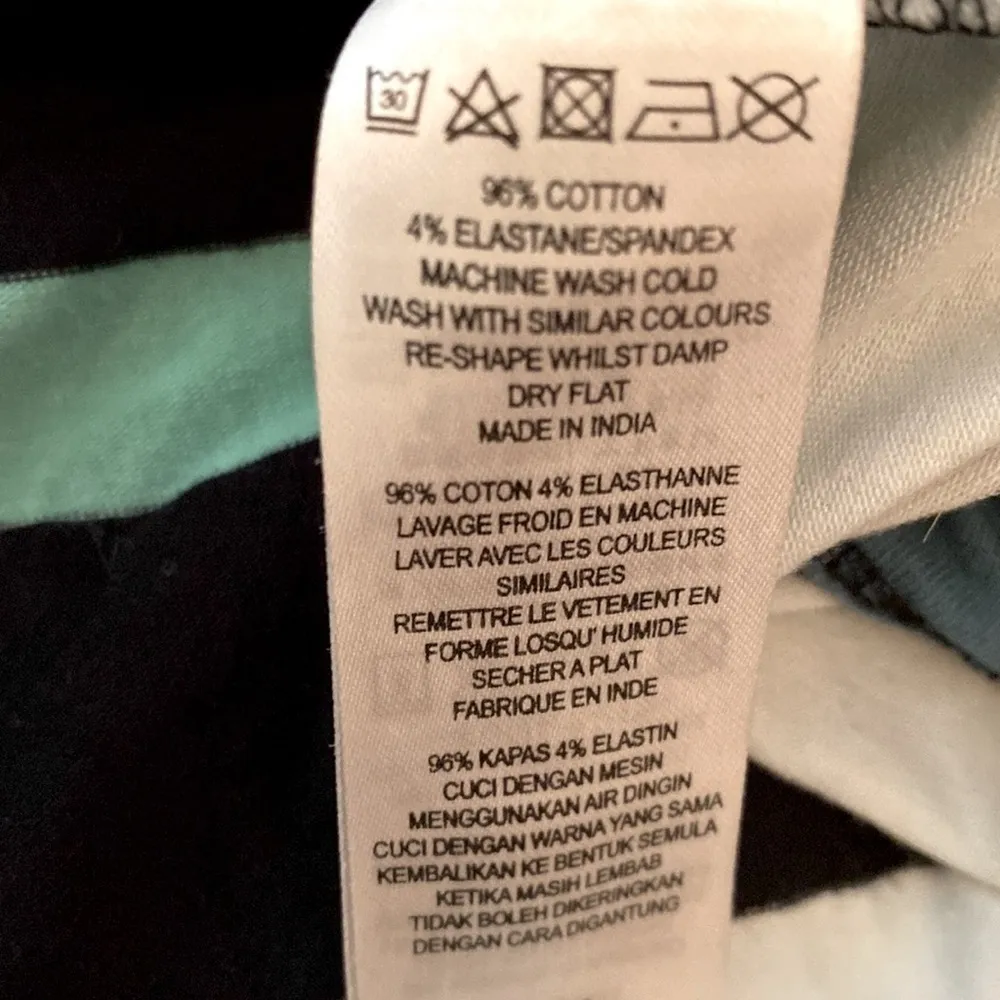 30
96% COTTON
4% ELASTANE/SPANDEX
MACHINE WASH COLD
WASH WITH SIMILAR COLOURS
RE-SHAPE WHILST DAMP
DRY FLAT
MADE IN INDIA
96% COTON 4% ELASTHANNE
LAVAGE FROID EN MACHINE
LAVER AVEC LES COULEURS
SIMILAIRES
REMETTRE LE VETEMENT EN
FORME LOSQU' HUMIDE
SECHER A PLAT
FABRIQUE EN INDE
96% KAPAS 4% ELASTIN
CUCI DENGAN MESIN
MENGGUNAKAN AIR DINGIN
CUCI DENGAN WARNA YANG SAMA
KEMBALIKAN KE BENTUK SEMULA
KETIKA MASIH LEMBAB
TIDAK BOLEH DIKERINGKAN
DENGAN CARA DIGANTUNG